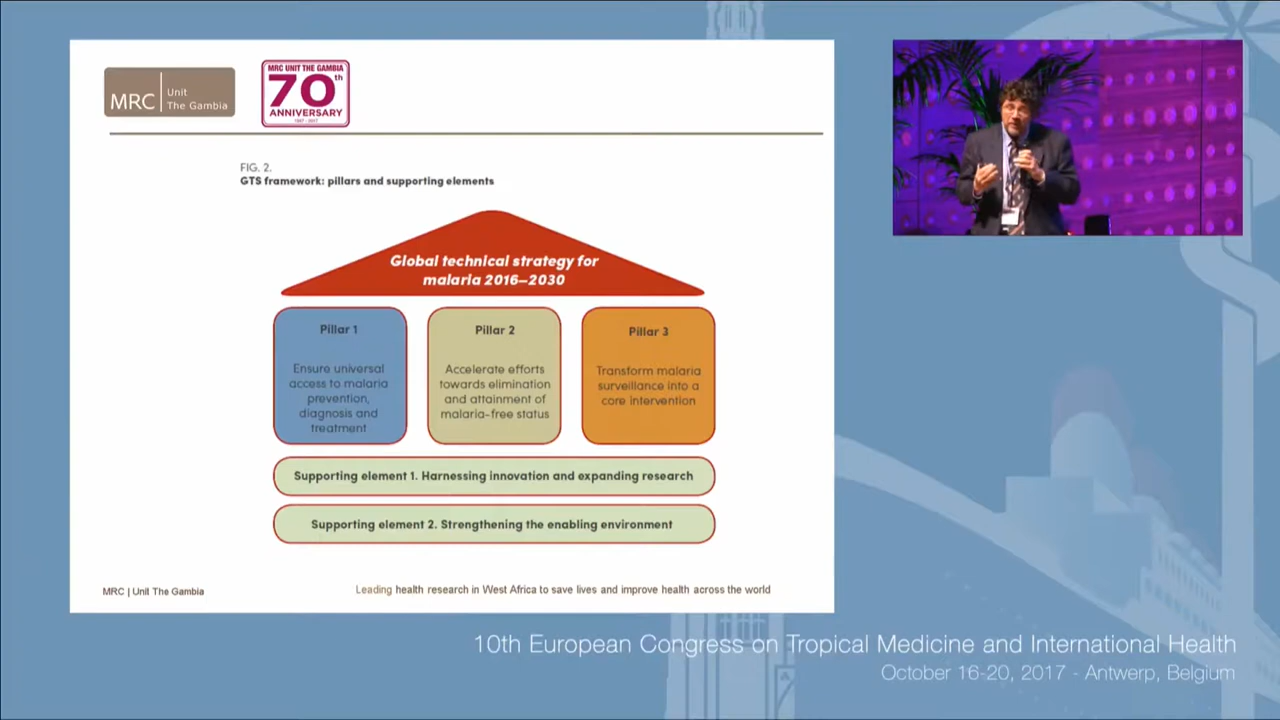 MRC
Unit
The Gambia
MRC UNIT THE GAMBIA
70th
ANNIVERSARY
FIG. 2.
GTS framework: pillars and supporting elements
Global technical strategy for
malaria 2016–2030
Pillar 1
Ensure universal
access to malaria
prevention,
diagnosis and
treatment
Pillar 2
Accelerate efforts
towards elimination
and attainment of
malaria-free status
Pillar 3
Transform malaria
surveillance into a
core intervention
Supporting element 1. Harnessing innovation and expanding research
Supporting element 2. Strengthening the enabling environment
MRC | Unit The Gambia
Leading health research in West Africa to save lives and improve health across the world
10th European Congress on Tropical Medicine and International Health
October 16-20, 2017 - Antwerp, Belgium